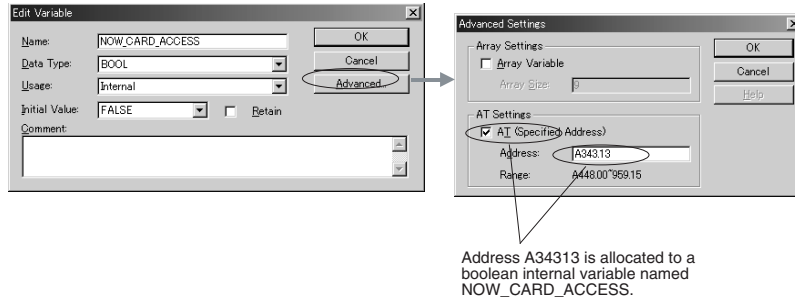 Edit Variable
Name: NOW_CARD_ACCESS
Data Type: BOOL
Usage: Internal
Initial Value: FALSE Retain
Comment:
OK
Cancel
Advanced..
Advanced Settings
Array Settings
Array Variable
Array Size: 9
AT Settings
AT (Specified Address)
Address: A343.13
Range: A448.00~959.15
OK
Cancel
Help
Address A34313 is allocated to a
boolean internal variable named
NOW_CARD_ACCESS.